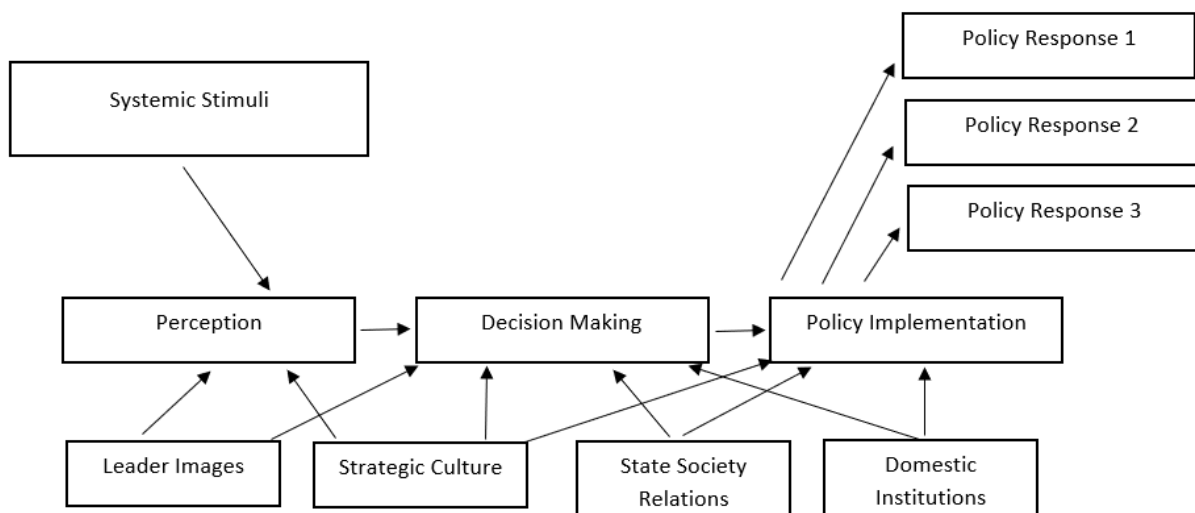 Policy Response 1
Systemic Stimuli
Policy Response 2
Policy Response 3
Perception
Decision Making
Policy Implementation
Leader Images
Strategic Culture
State Society
Relations
Domestic
Institutions